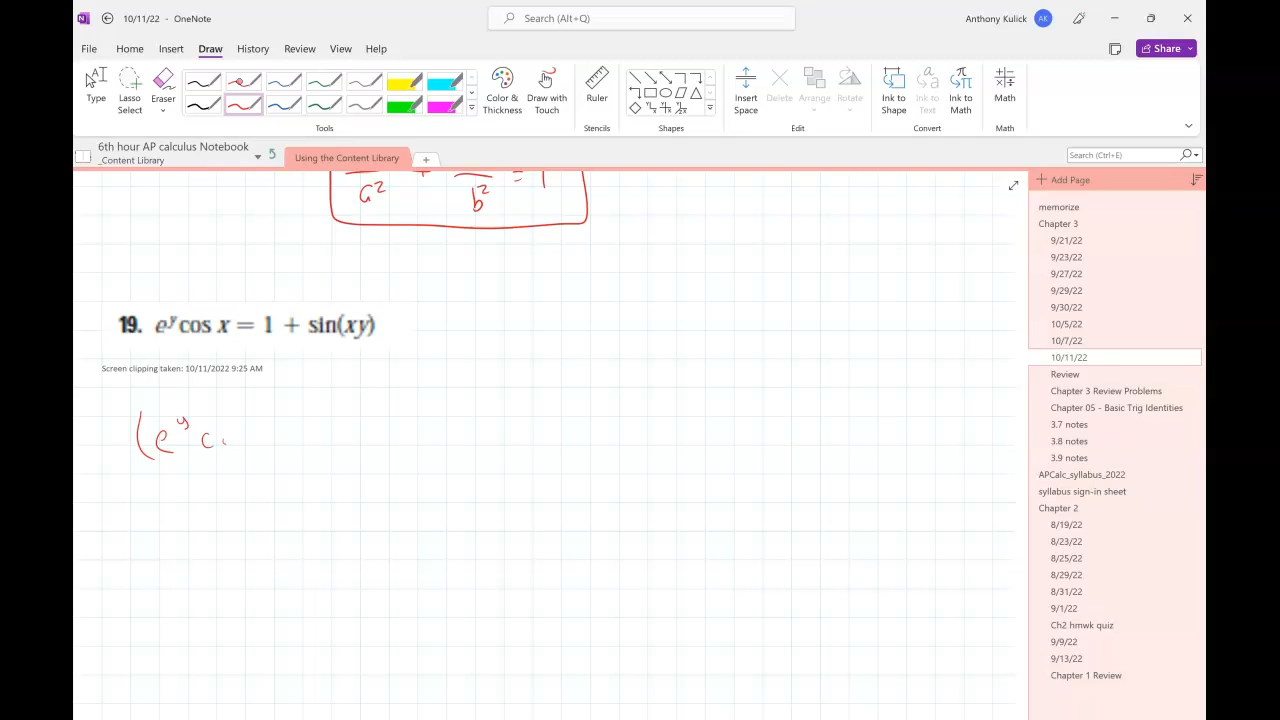 10/11/22 - OneNote
Search (Alt+Q)
Anthony Kulick
AK
File Home Insert Draw History Review View Help
Share
Type
Lasso Select
Eraser
Color & Thickness
Draw with Touch
Ruler
Insert Space
Delete
Arrange
Rotate
Ink to Shape
Ink to Text
Ink to Math
Math
Tools
Stencils
Shapes
Edit
Convert
Math
6th hour AP calculus Notebook
_Content Library
Using the Content Library
Search (Ctrl+E)
a² + b² = 1
19. e^y cos x = 1 + sin(xy)
Screen clipping taken: 10/11/2022 9:25 AM
(e^y c
Add Page
memorize
Chapter 3
9/21/22
9/23/22
9/27/22
9/29/22
9/30/22
10/5/22
10/7/22
10/11/22
Review
Chapter 3 Review Problems
Chapter 05 - Basic Trig Identities
3.7 notes
3.8 notes
3.9 notes
APCalc_syllabus_2022
syllabus sign-in sheet
Chapter 2
8/19/22
8/23/22
8/25/22
8/29/22
8/31/22
9/1/22
Ch2 hmwk quiz
9/9/22
9/13/22
Chapter 1 Review